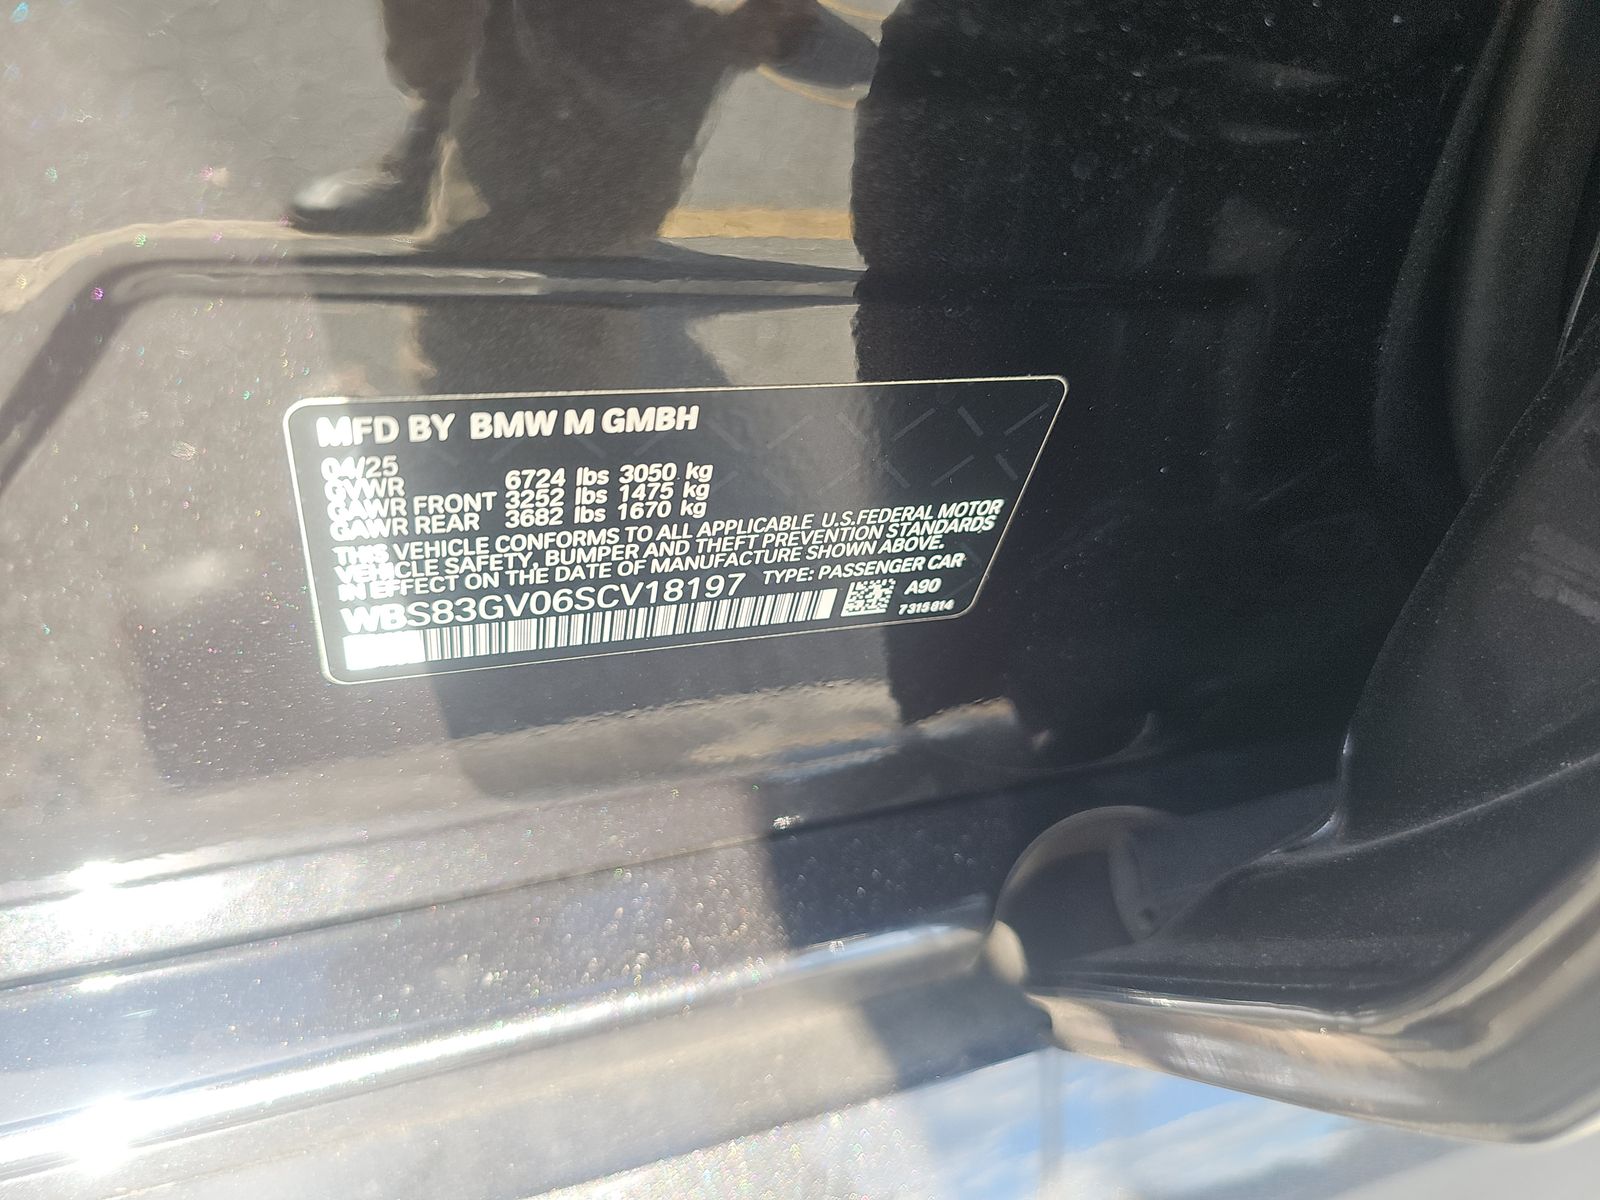 MFD BY BMW M GMBH
04/25
GVWR 6724 lbs 3050 kg
GAWR FRONT 3252 lbs 1475 kg
GAWR REAR 3682 lbs 1670 kg
THIS VEHICLE CONFORMS TO ALL APPLICABLE U.S.FEDERAL MOTOR
VEHICLE SAFETY, BUMPER AND THEFT PREVENTION STANDARDS
IN EFFECT ON THE DATE OF MANUFACTURE SHOWN ABOVE.
WBS83GV06SCV18197 TYPE: PASSENGER CAR
A90
7315814